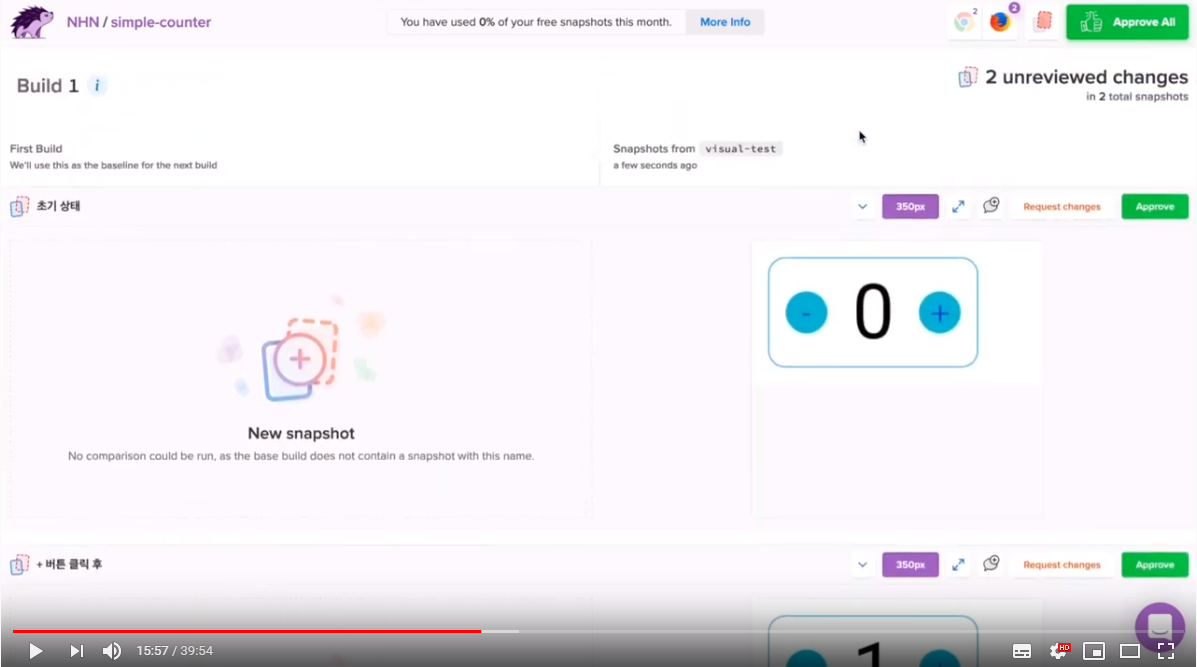 NHN / simple-counter
You have used 0% of your free snapshots this month. More Info
2
2
Approve All
Build 1 i
2 unreviewed changes
in 2 total snapshots
First Build
We'll use this as the baseline for the next build
Snapshots from visual-test
a few seconds ago
초기 상태
350px
Request changes
Approve
- 0 +
New snapshot
No comparison could be run, as the base build does not contain a snapshot with this name.
+ 버튼 클릭 후
350px
Request changes
Approve
1
15:57 / 39:54
HD